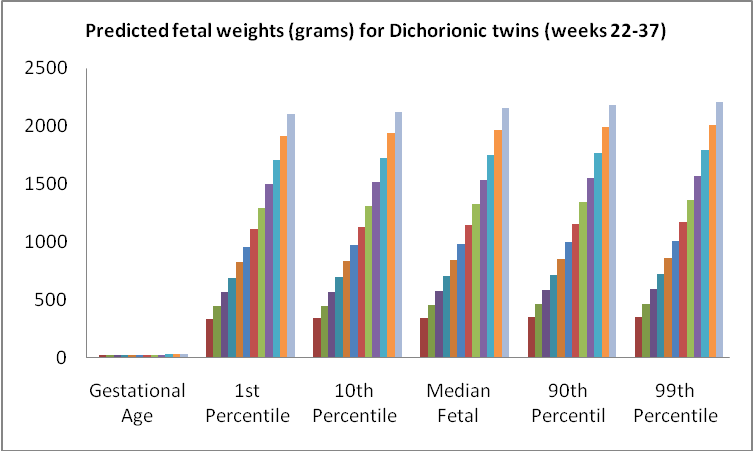 Predicted fetal weights (grams) for Dichorionic twins (weeks 22-37)
2500
2000
1500
1000
500
0
Gestational Age
1st Percentile
10th Percentile
Median Fetal
90th Percentil
99th Percentile